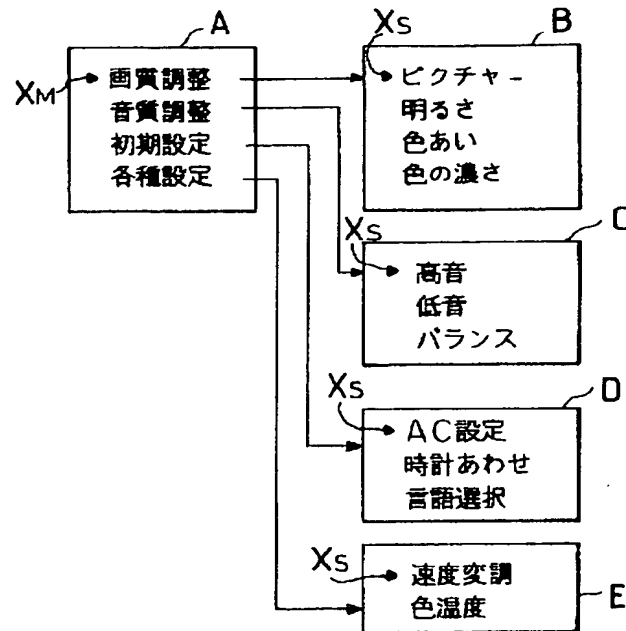 A
XM
画質調整
音質調整
初期設定
各種設定
XS
B
ピクチャー
明るさ
色あい
色の濃さ
XS
C
高音
低音
バランス
XS
D
AC設定
時計あわせ
言語選択
XS
E
速度変調
色温度